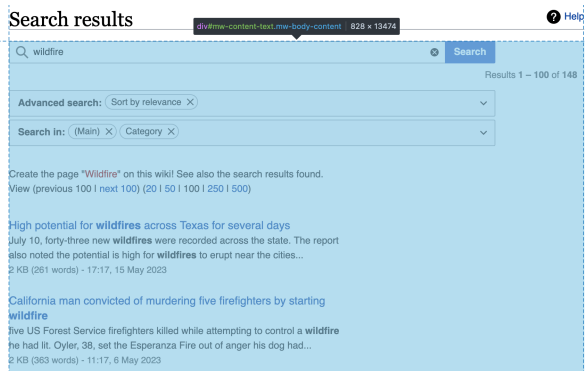 Search results
div#mw-content-text.mw-body-content | 828 × 13474
? Help
wildfire
Search
Results 1 – 100 of 148
Advanced search: Sort by relevance X
Search in: (Main) X Category X
Create the page "Wildfire" on this wiki! See also the search results found.
View (previous 100 | next 100) (20 | 50 | 100 | 250 | 500)
High potential for wildfires across Texas for several days
July 10, forty-three new wildfires were recorded across the state. The report
also noted the potential is high for wildfires to erupt near the cities...
2 KB (261 words) - 17:17, 15 May 2023
California man convicted of murdering five firefighters by starting
wildfire
five US Forest Service firefighters killed while attempting to control a wildfire
he had lit. Oyler, 38, set the Esperanza Fire out of anger his dog had...
2 KB (363 words) - 11:17, 6 May 2023